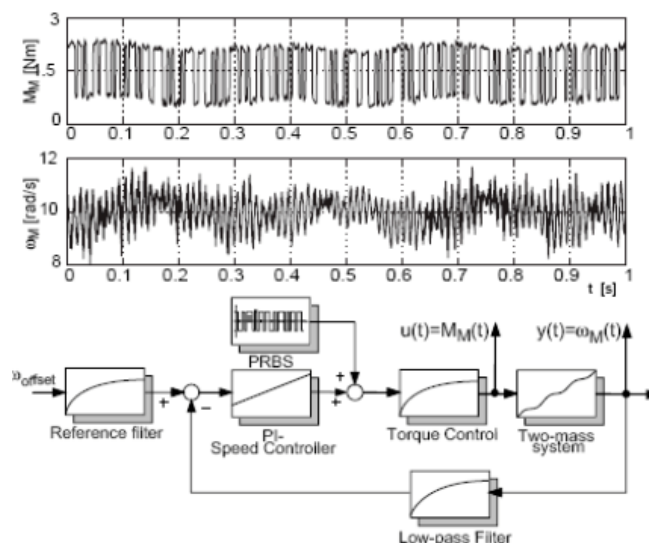 3
M_M [Nm]
1.5
0
0 0.1 0.2 0.3 0.4 0.5 0.6 0.7 0.8 0.9 1
12
ω_M [rad/s]
10
8
0 0.1 0.2 0.3 0.4 0.5 0.6 0.7 0.8 0.9 1
t [s]
u(t)=M_M(t) y(t)=ω_M(t)
PRBS
ω_offset
+ − + + +
Reference filter
PI-
Speed Controller
Torque Control
Two-mass
system
Low-pass Filter